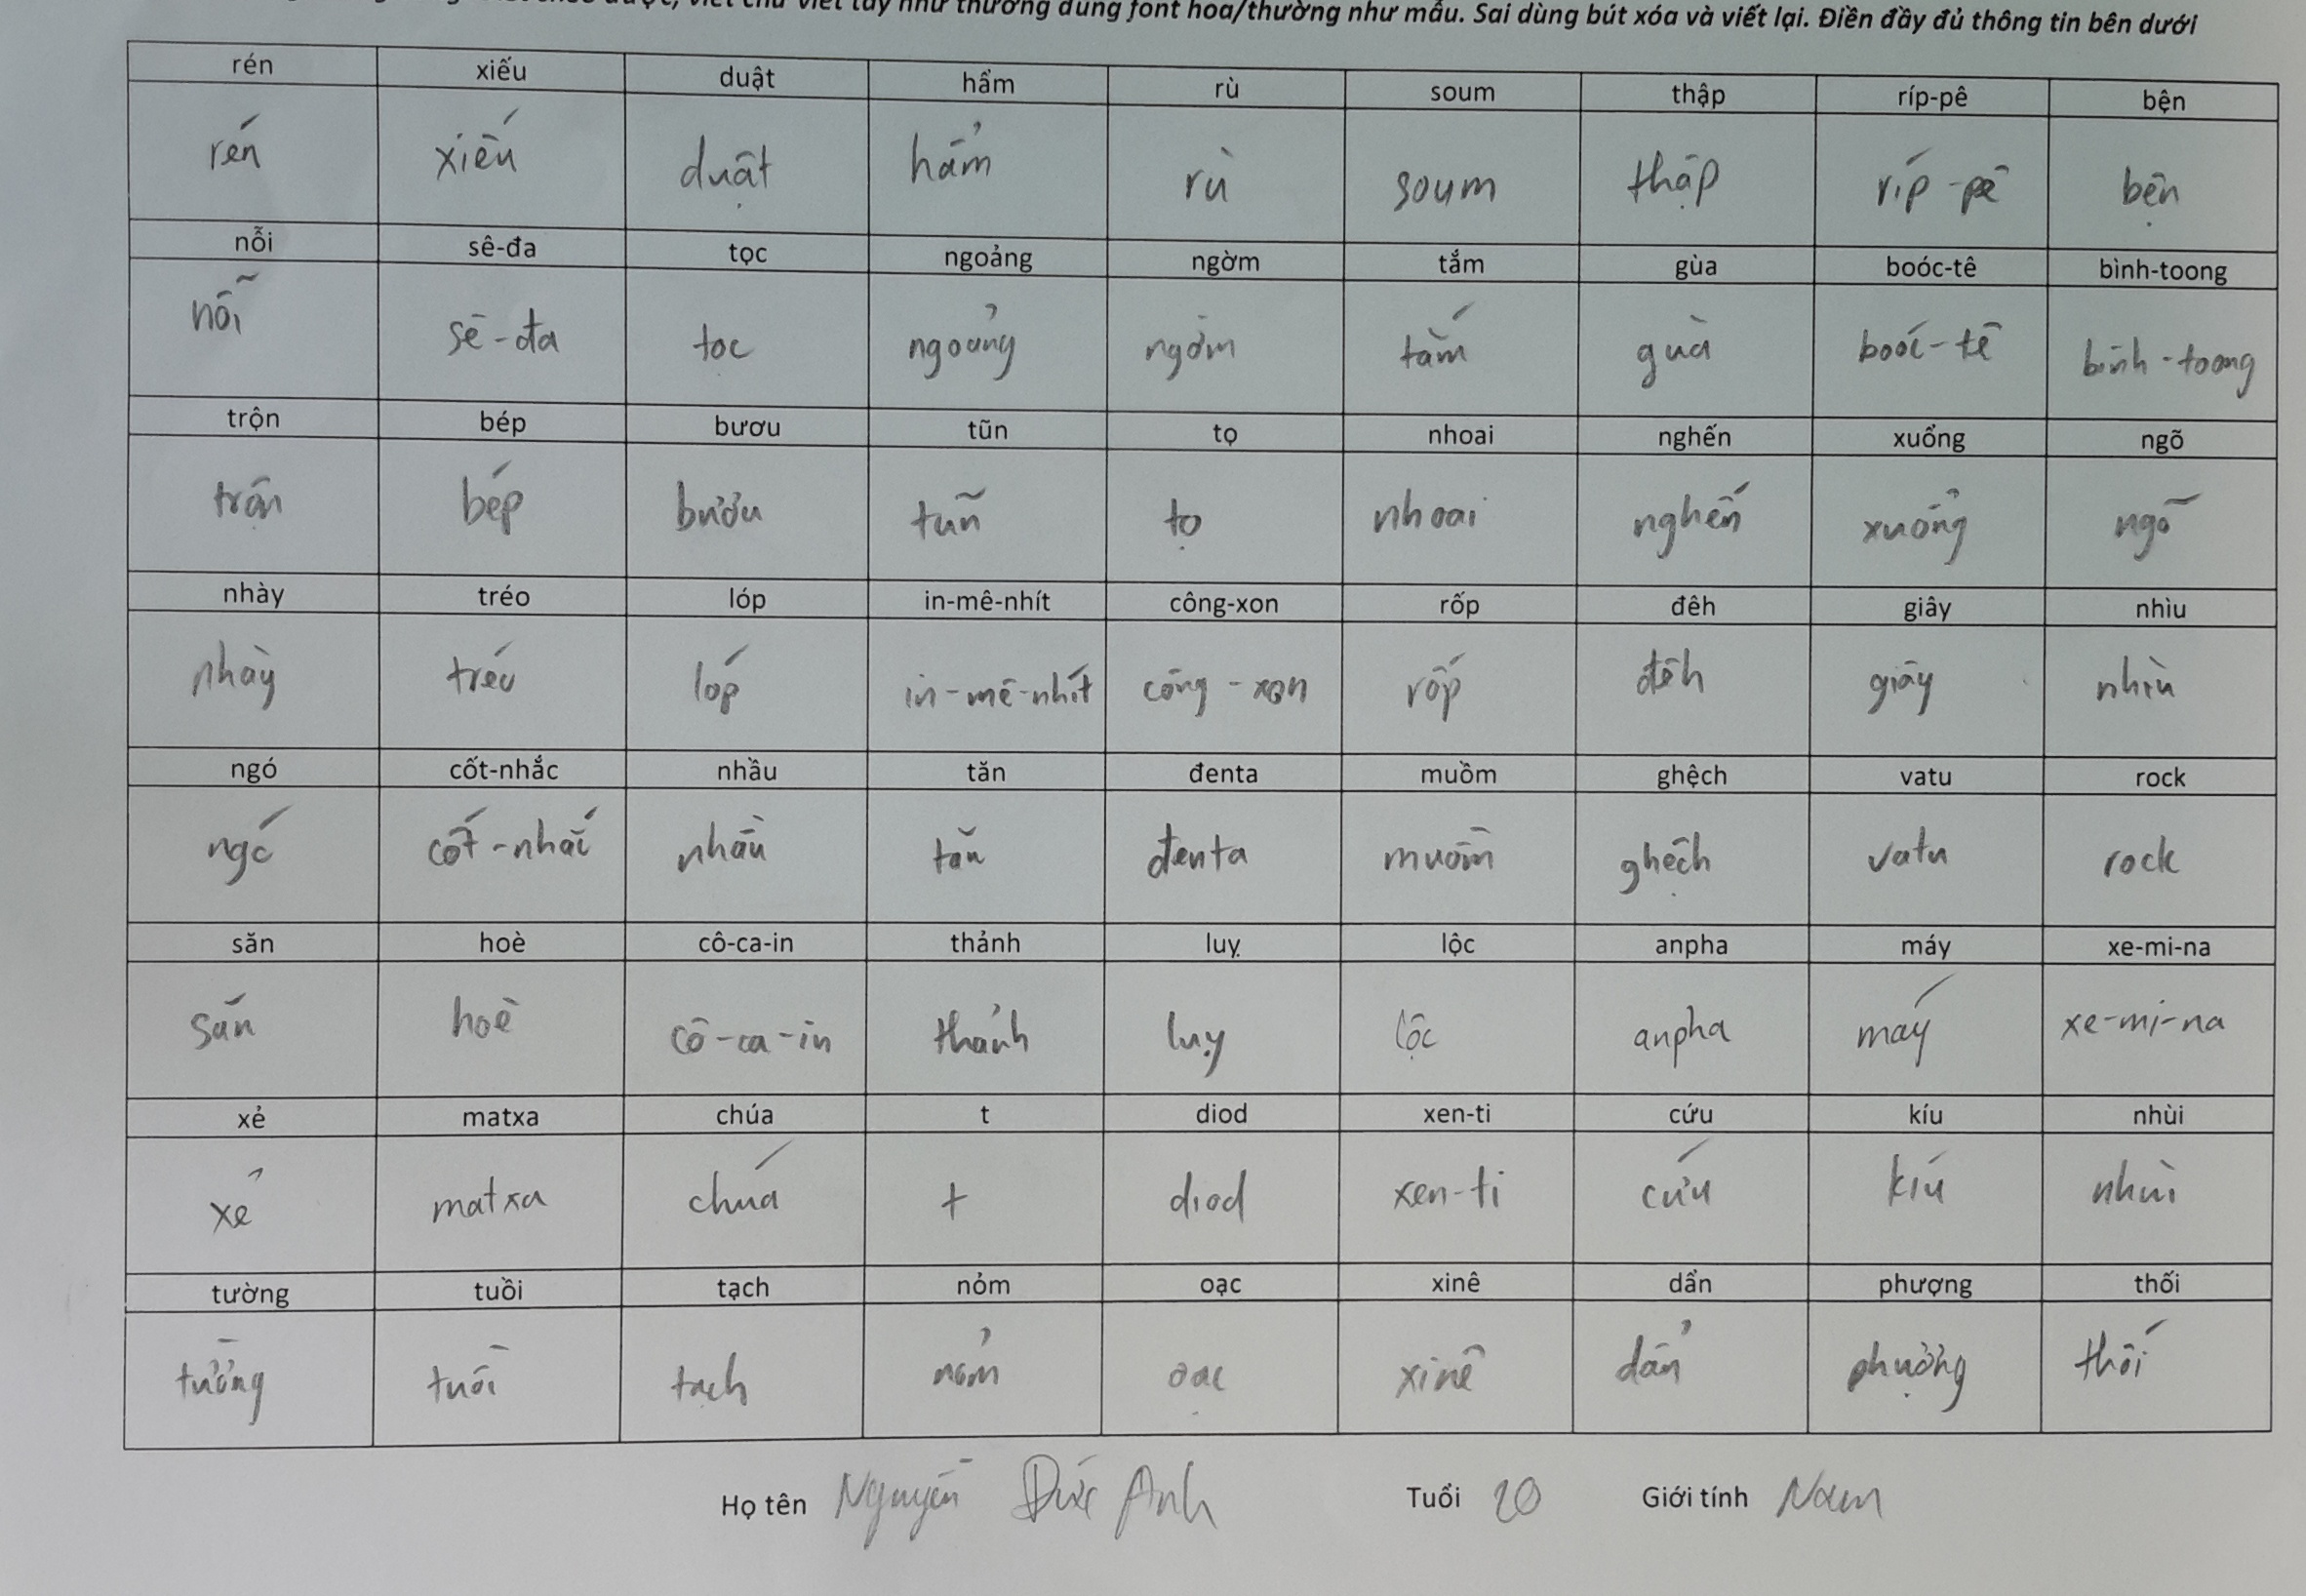 viết chữ viết tay như thường dùng font hoa/thường như mẫu. Sai dùng bút xóa và viết lại. Điền đầy đủ thông tin bên dưới
rén xiếu duật hẩm rù soum thập ríp-pê bện
rén xiếu duật hẩm rù soum thập ríp-pê bện
nỗi sê-đa tọc ngoảng ngờm tắm gùa boóc-tê bình-toong
nỗi sê-đa tọc ngoảng ngờm tắm gùa boóc-tê bình-toong
trộn bép bươu tũn tọ nhoai nghến xuổng ngõ
trộn bép bươu tũn tọ nhoai nghến xuổng ngõ
nhày tréo lóp in-mê-nhít công-xon rốp đêh giây nhìu
nhày tréo lóp in-mê-nhít công-xon rốp đêh giây nhìu
ngó cốt-nhắc nhầu tăn đenta muồm ghệch vatu rock
ngó cốt-nhắc nhầu tăn đenta muồm ghệch vatu rock
săn hoè cô-ca-in thảnh luỵ lộc anpha máy xe-mi-na
săn hoè cô-ca-in thảnh luỵ lộc anpha máy xe-mi-na
xẻ matxa chúa t diod xen-ti cứu kíu nhùi
xẻ matxa chúa t diod xen-ti cứu kíu nhùi
tường tuồi tạch nỏm oạc xinê dẩn phượng thối
tường tuồi tạch nỏm oạc xinê dẩn phượng thối
Họ tên Nguyễn Đức Anh Tuổi 20 Giới tính Nam